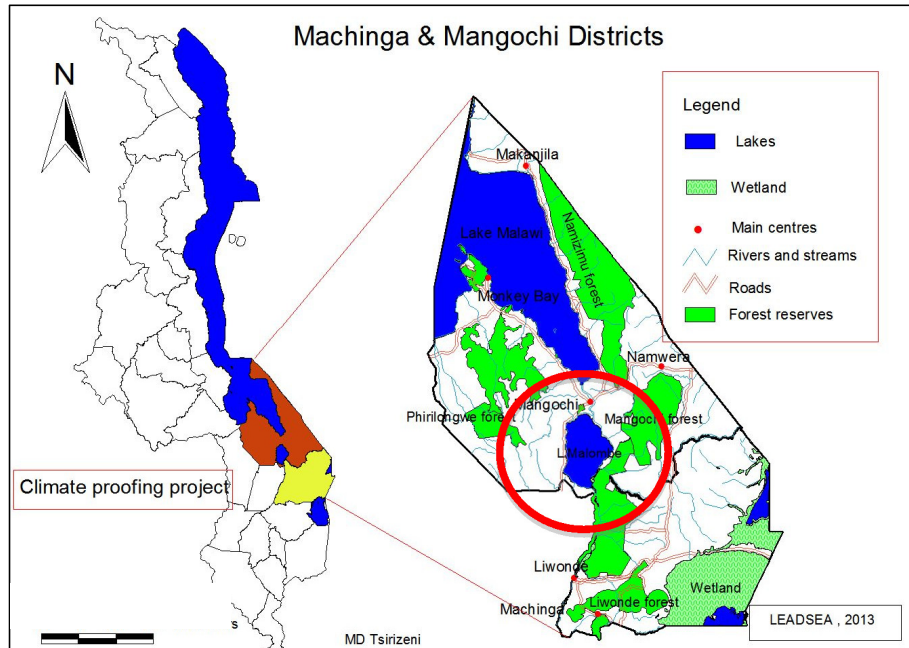 Machinga & Mangochi Districts
N
Legend
Lakes
Wetland
Main centres
Rivers and streams
Roads
Forest reserves
Makanjila
Lake Malawi
Namizimu forest
Monkey Bay
Namwera
Mangochi
Phirilongwe forest
Mangochi forest
L.Malombe
Climate proofing project
Liwonde
Wetland
Machinga
Liwonde forest
LEADSEA , 2013
s
MD Tsirizeni